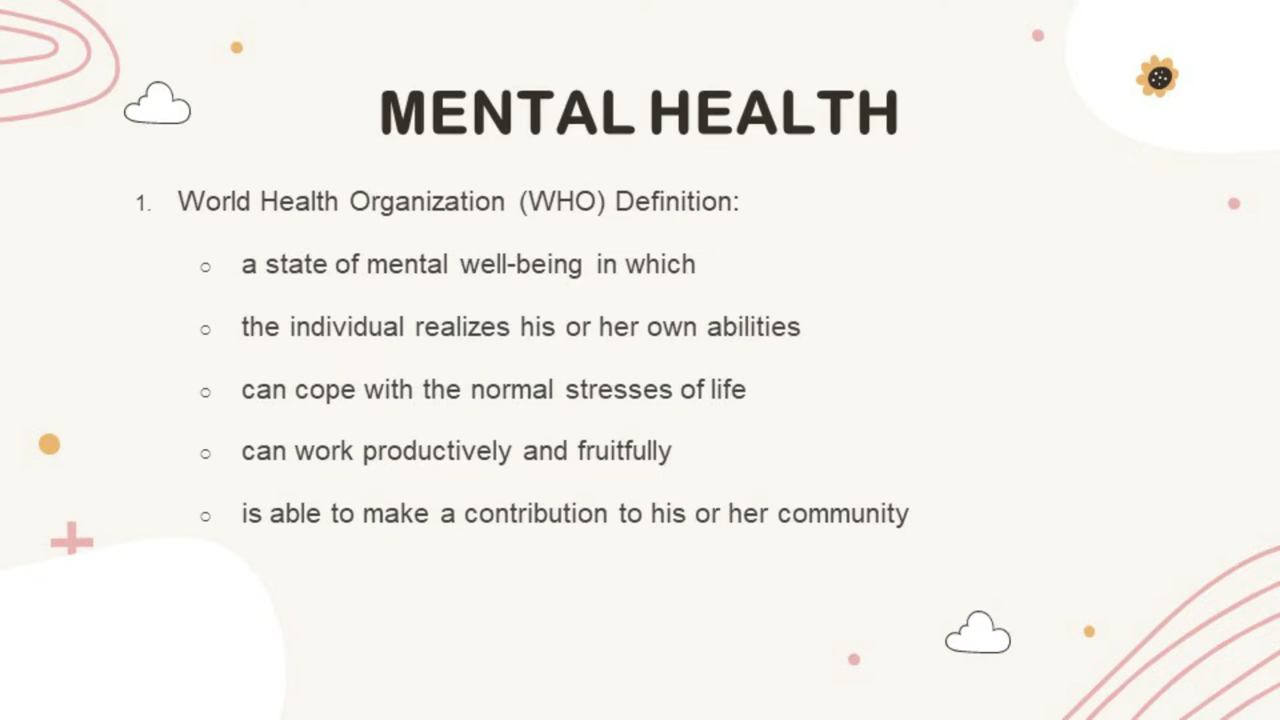 MENTAL HEALTH
1. World Health Organization (WHO) Definition:
○ a state of mental well-being in which
○ the individual realizes his or her own abilities
○ can cope with the normal stresses of life
○ can work productively and fruitfully
○ is able to make a contribution to his or her community